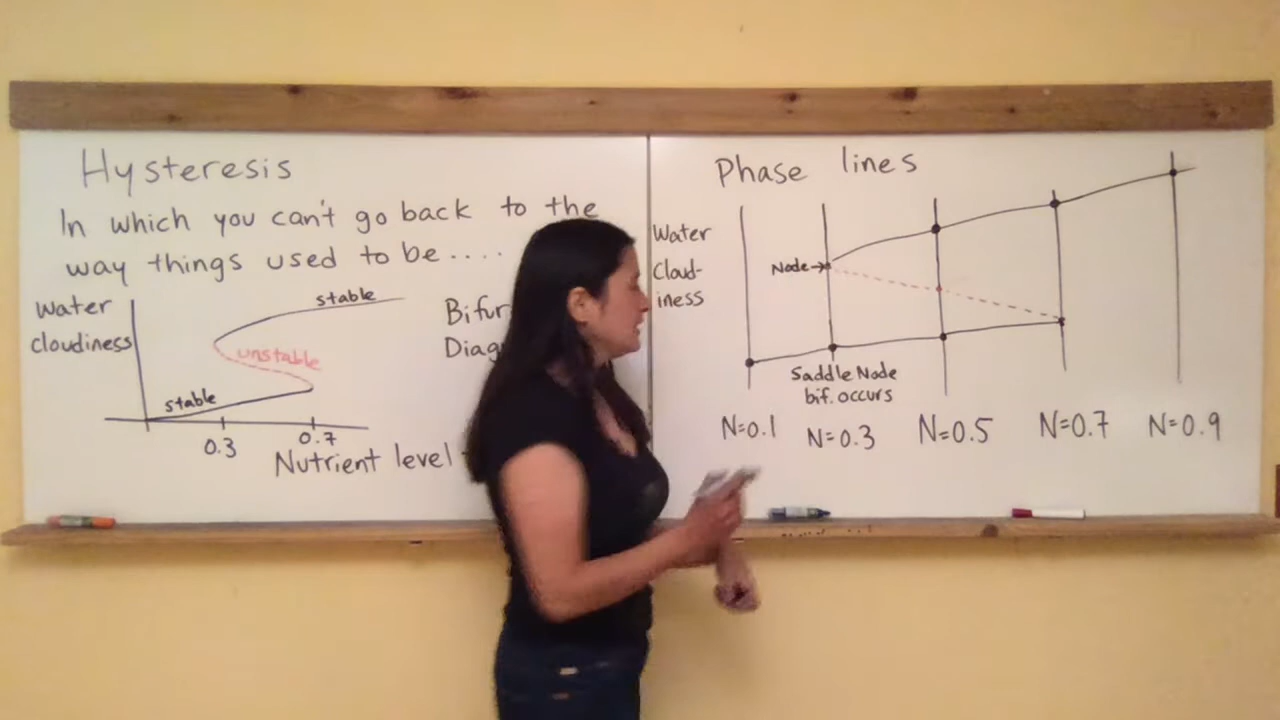 Hysteresis
In which you can't go back to the
way things used to be....
Water
cloudiness
stable
unstable
stable
0.3
0.7
Nutrient level
Phase lines
Water
Cloud-
iness
Node→
Saddle Node
bif. occurs
N=0.1
N=0.3
N=0.5
N=0.7
N=0.9